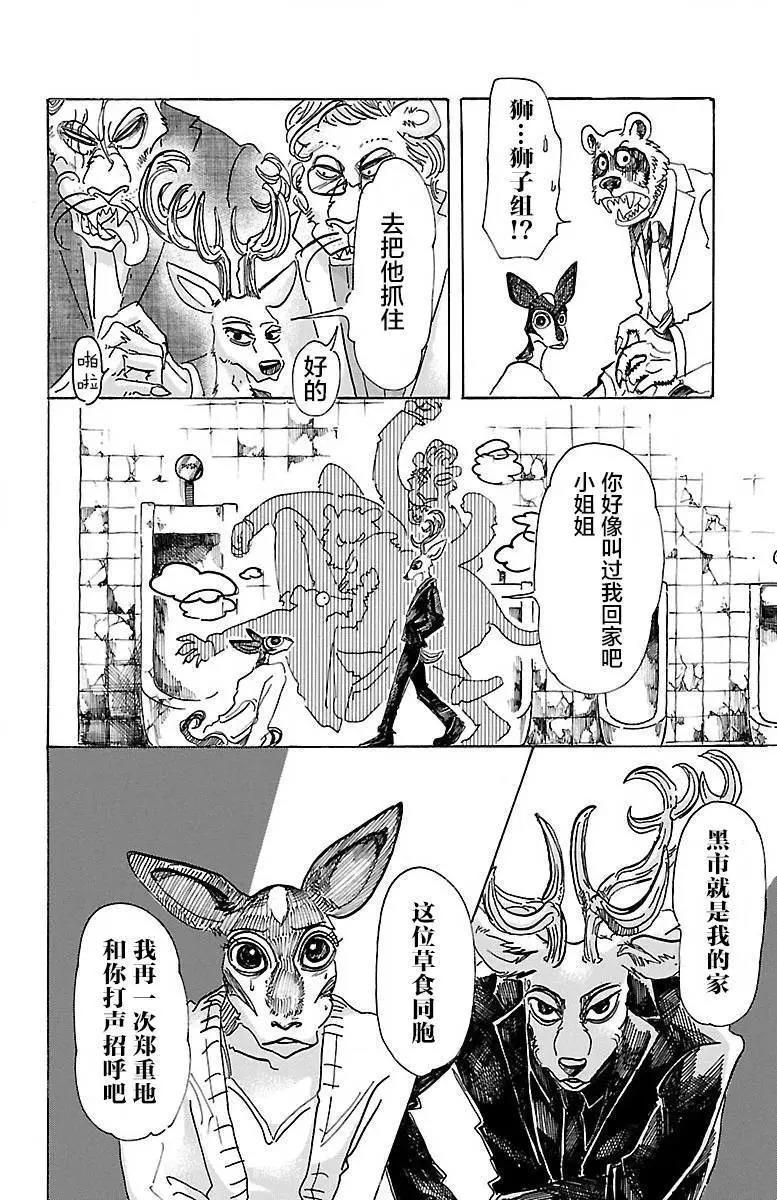 狮…
狮子组!?
去把他抓住
好的
啪啦
你好像叫过我回家吧
小姐姐
黑市就是我的家
这位草食同胞
我再一次郑重地
和你打声招呼吧